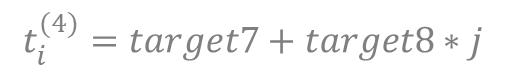 t_i^{(4)} = target7 + target8 * j